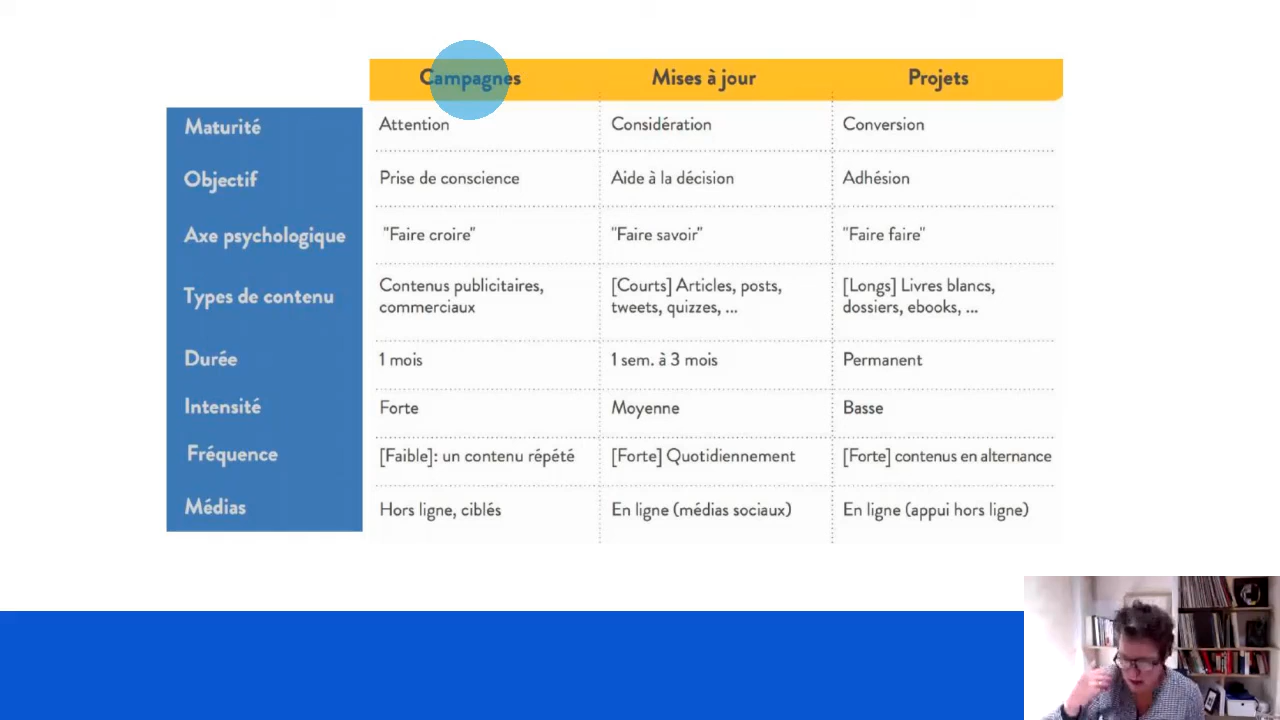 Campagnes Mises à jour Projets
Maturité Attention Considération Conversion
Objectif Prise de conscience Aide à la décision Adhésion
Axe psychologique "Faire croire" "Faire savoir" "Faire faire"
Types de contenu Contenus publicitaires, [Courts] Articles, posts, [Longs] Livres blancs,
commerciaux tweets, quizzes, ... dossiers, ebooks, ...
Durée 1 mois 1 sem. à 3 mois Permanent
Intensité Forte Moyenne Basse
Fréquence [Faible]: un contenu répété [Forte] Quotidiennement [Forte] contenus en alternance
Médias Hors ligne, ciblés En ligne (médias sociaux) En ligne (appui hors ligne)